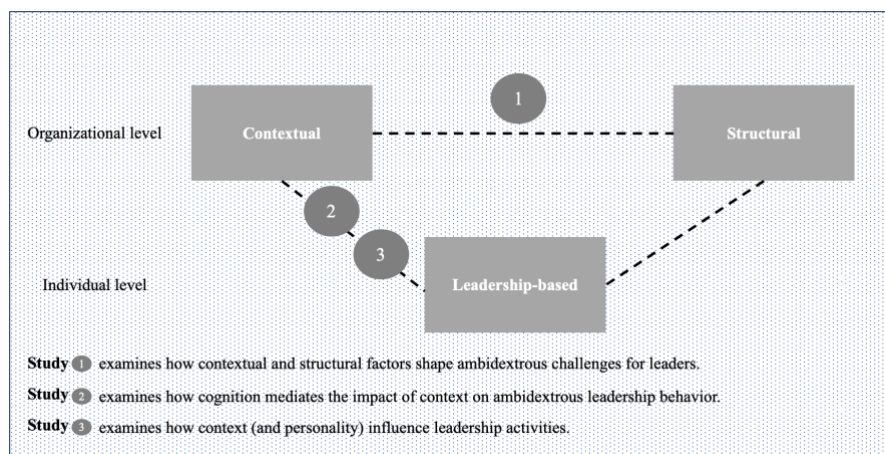 1
Organizational level
Contextual
Structural
2
3
Individual level
Leadership-based
Study 1 examines how contextual and structural factors shape ambidextrous challenges for leaders.
Study 2 examines how cognition mediates the impact of context on ambidextrous leadership behavior.
Study 3 examines how context (and personality) influence leadership activities.